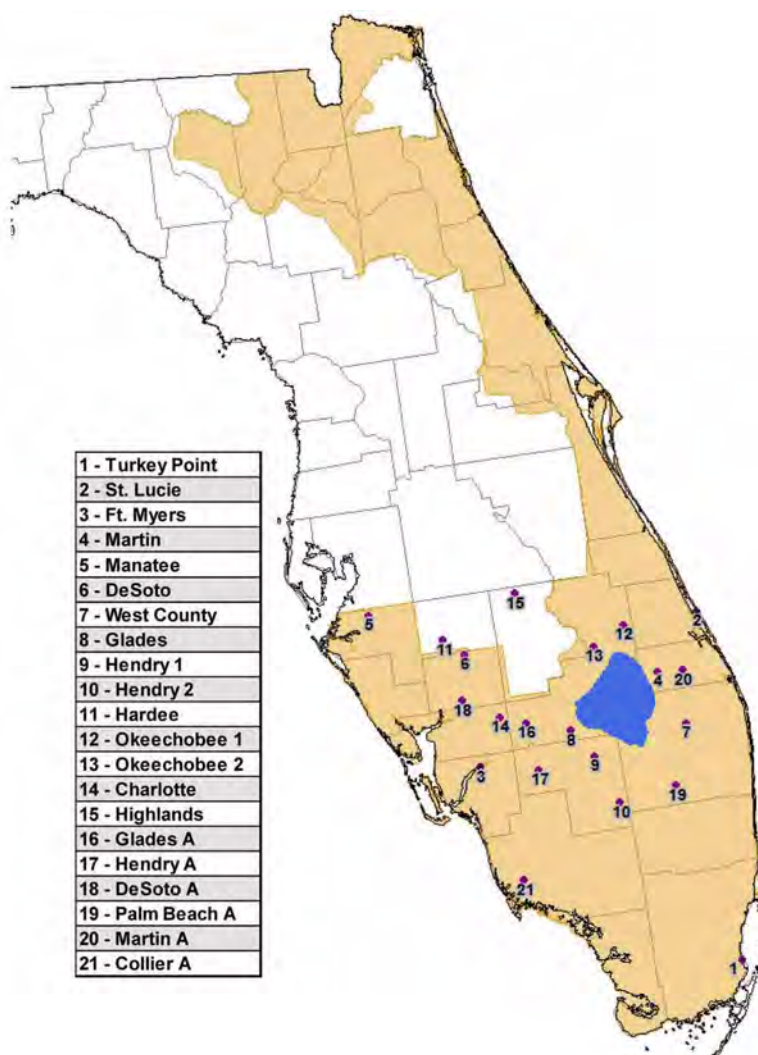 1 - Turkey Point
2 - St. Lucie
3 - Ft. Myers
4 - Martin
5 - Manatee
6 - DeSoto
7 - West County
8 - Glades
9 - Hendry 1
10 - Hendry 2
11 - Hardee
12 - Okeechobee 1
13 - Okeechobee 2
14 - Charlotte
15 - Highlands
16 - Glades A
17 - Hendry A
18 - DeSoto A
19 - Palm Beach A
20 - Martin A
21 - Collier A
15
2
5
12
11
13
6
4
20
18
14
16
8
7
9
3
17
19
10
21
1